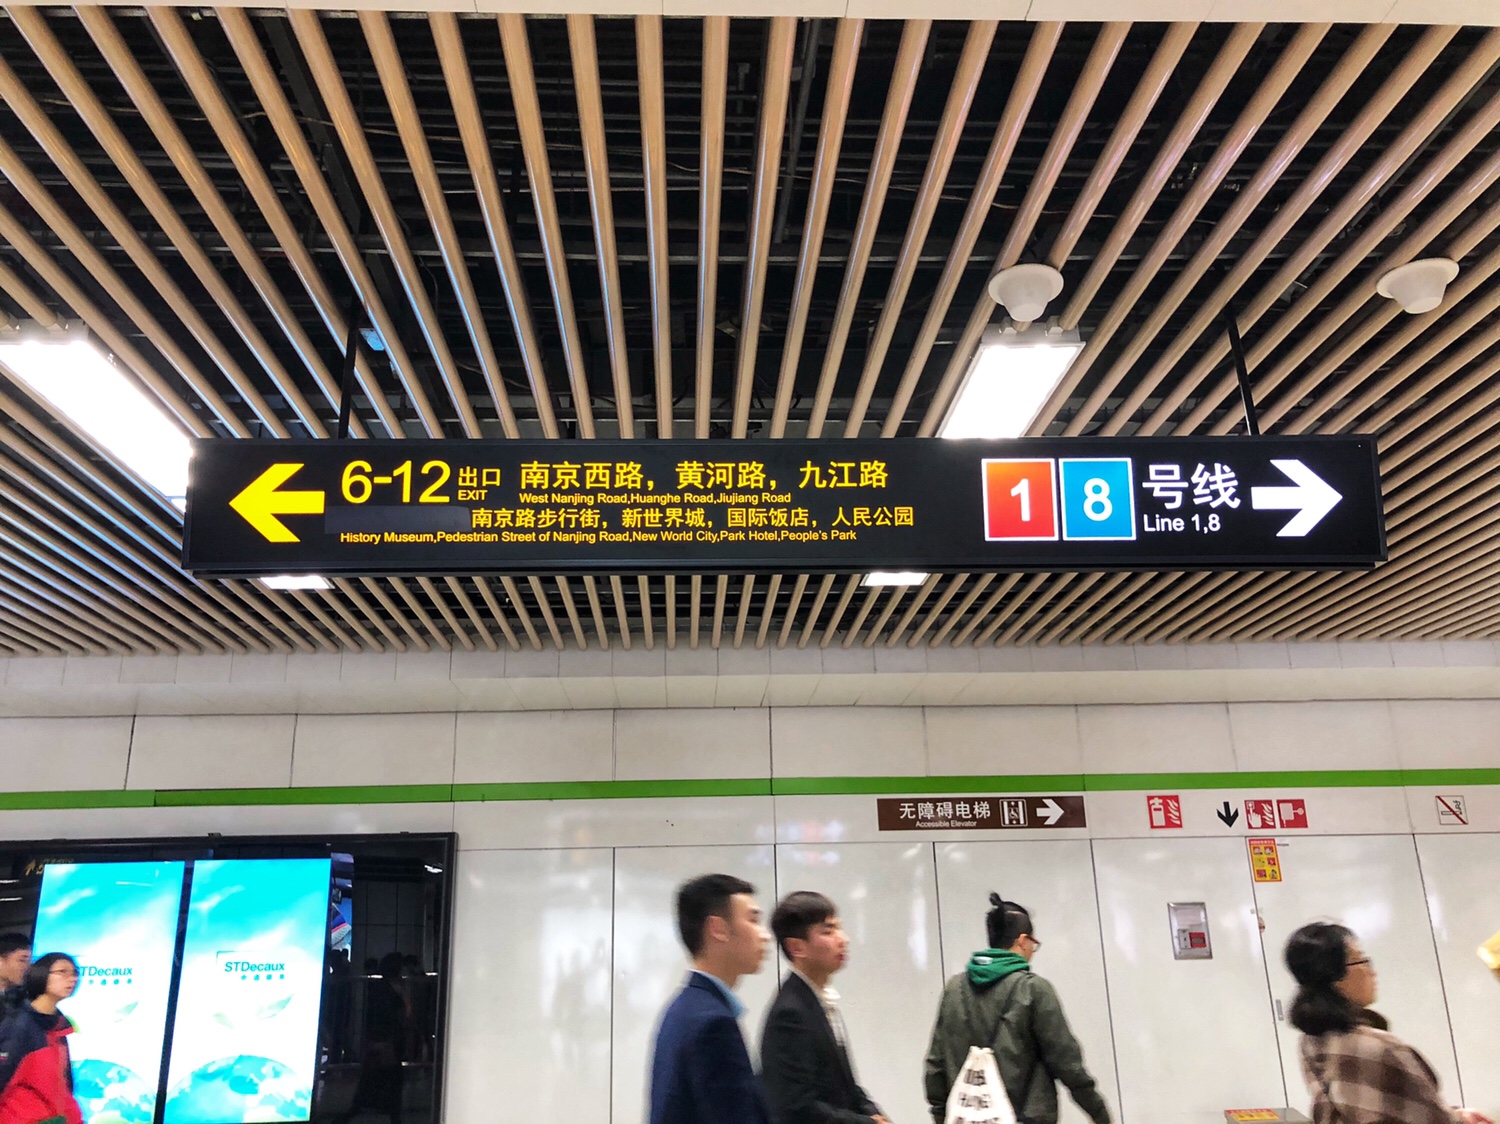 6-12 出口 南京西路，黄河路，九江路
EXIT West Nanjing Road,Huanghe Road,Jiujiang Road
南京路步行街，新世界城，国际饭店，人民公园
History Museum,Pedestrian Street of Nanjing Road,New World City,Park Hotel,People's Park
1 8 号线
Line 1,8
无障碍电梯
Accessible Elevator
STDecaux
STDecaux